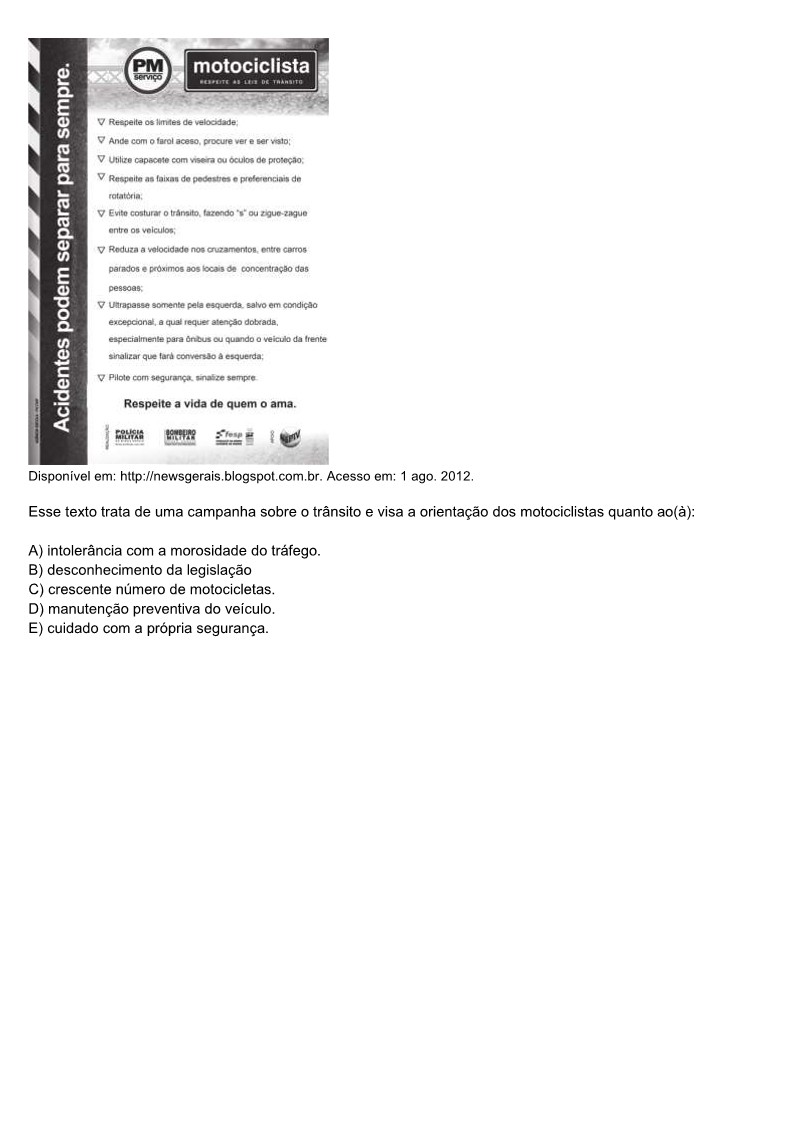 PM
serviço
motociclista
RESPEITE AS LEIS DE TRÂNSITO
Acidentes podem separar para sempre.
Respeite os limites de velocidade;
Ande com o farol aceso, procure ver e ser visto;
Utilize capacete com viseira ou óculos de proteção;
Respeite as faixas de pedestres e preferenciais de
rotatória;
Evite costurar o trânsito, fazendo “s” ou zigue-zague
entre os veículos;
Reduza a velocidade nos cruzamentos, entre carros
parados e próximos aos locais de concentração das
pessoas;
Ultrapasse somente pela esquerda, salvo em condição
excepcional, a qual requer atenção dobrada,
especialmente para ônibus ou quando o veículo da frente
sinalizar que fará conversão à esquerda;
Pilote com segurança, sinalize sempre.
Respeite a vida de quem o ama.
REALIZAÇÃO
POLÍCIA
MILITAR
BOMBEIRO
MILITAR
fesp
APOIO
Disponível em: http://newsgerais.blogspot.com.br. Acesso em: 1 ago. 2012.
Esse texto trata de uma campanha sobre o trânsito e visa a orientação dos motociclistas quanto ao(à):
A) intolerância com a morosidade do tráfego.
B) desconhecimento da legislação
C) crescente número de motocicletas.
D) manutenção preventiva do veículo.
E) cuidado com a própria segurança.